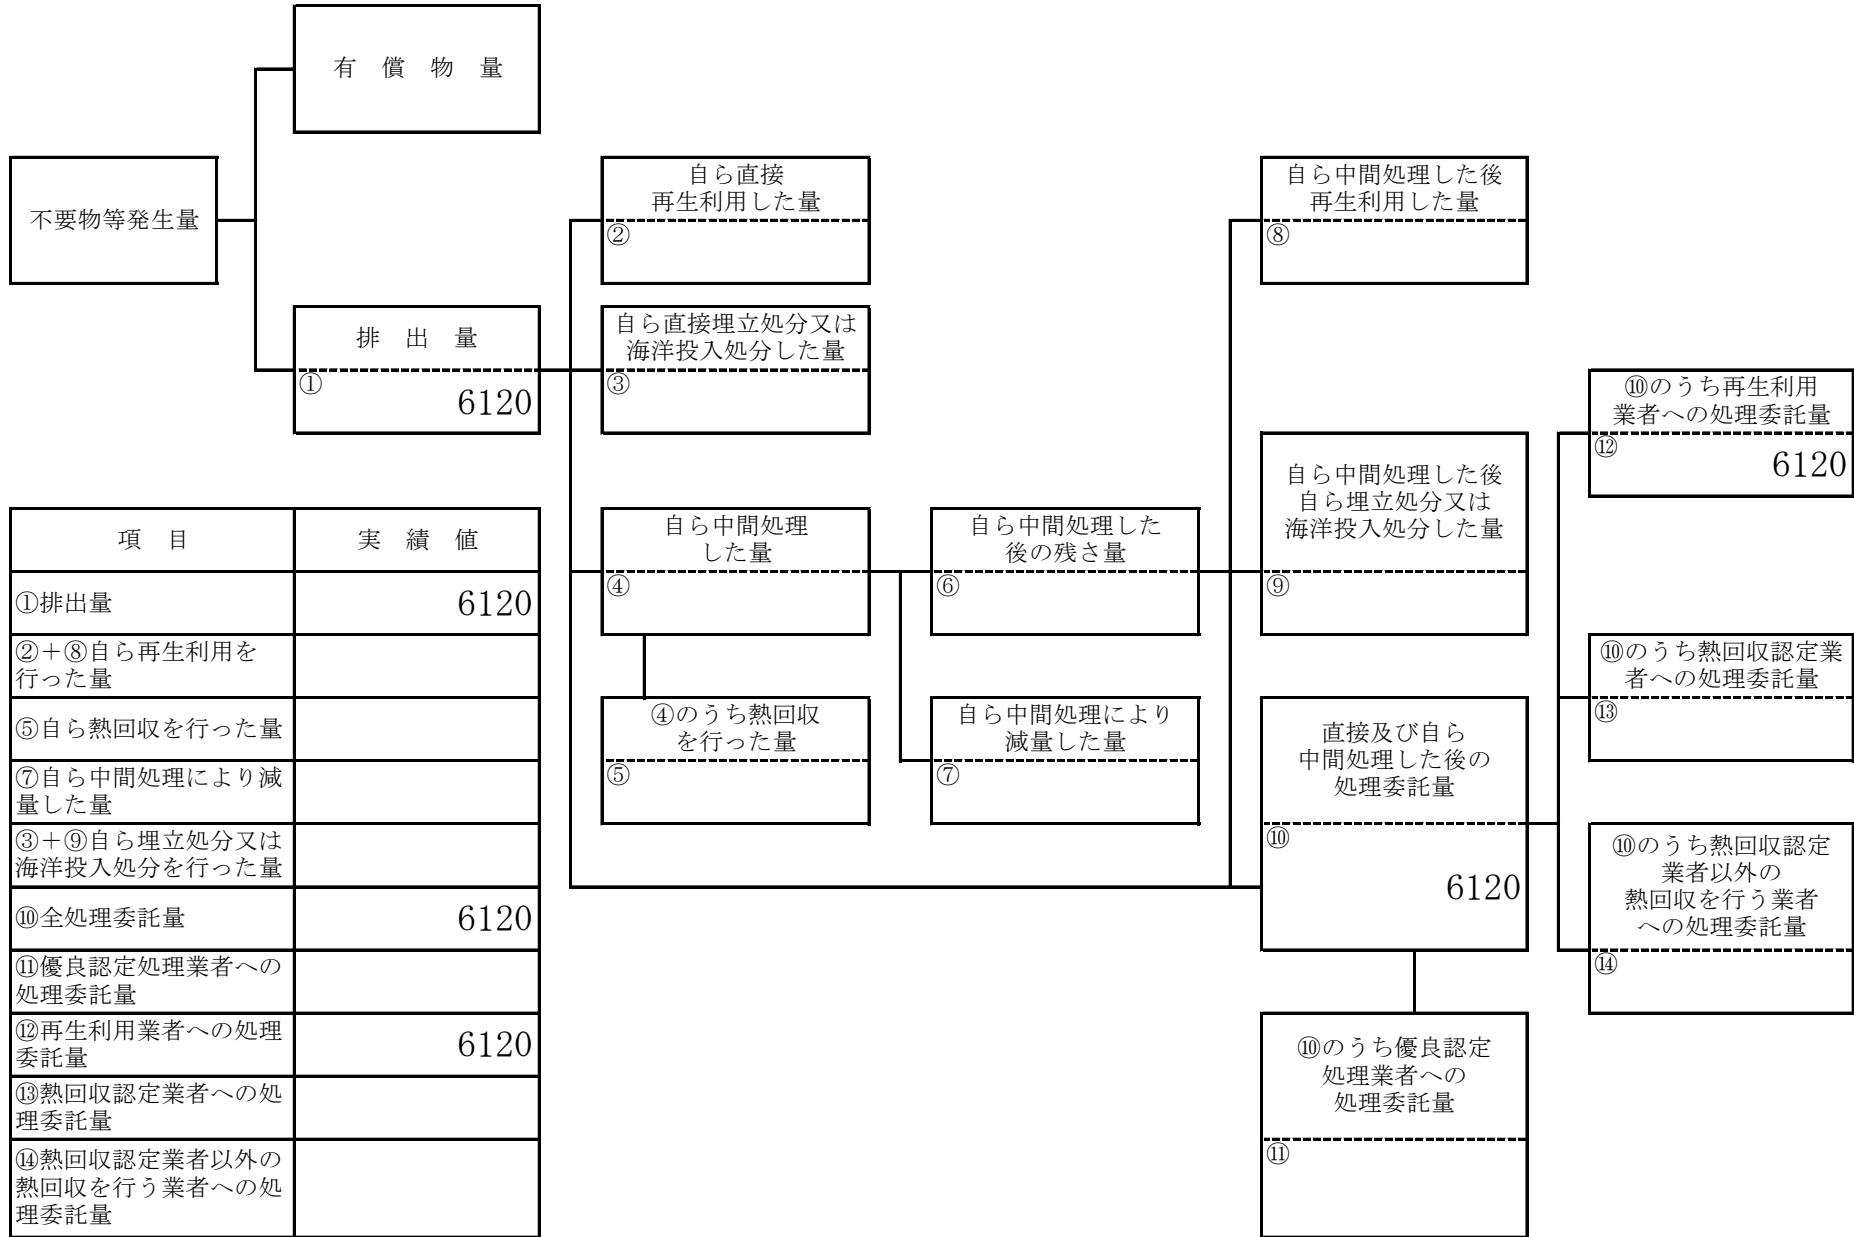 有　償　物　量
不要物等発生量
排　出　量
①
6120
自ら直接
再生利用した量
②
自ら直接埋立処分又は
海洋投入処分した量
③
自ら中間処理
した量
④
④のうち熱回収
を行った量
⑤
自ら中間処理した
後の残さ量
⑥
自ら中間処理により
減量した量
⑦
自ら中間処理した後
再生利用した量
⑧
自ら中間処理した後
自ら埋立処分又は
海洋投入処分した量
⑨
直接及び自ら
中間処理した後の
処理委託量
⑩
6120
⑩のうち優良認定
処理業者への
処理委託量
⑪
⑩のうち再生利用
業者への処理委託量
⑫
6120
⑩のうち熱回収認定業
者への処理委託量
⑬
⑩のうち熱回収認定
業者以外の
熱回収を行う業者
への処理委託量
⑭
項　目　実　績　値
①排出量　6120
②＋⑧自ら再生利用を
行った量
⑤自ら熱回収を行った量
⑦自ら中間処理により減
量した量
③＋⑨自ら埋立処分又は
海洋投入処分を行った量
⑩全処理委託量　6120
⑪優良認定処理業者への
処理委託量
⑫再生利用業者への処理
委託量　6120
⑬熱回収認定業者への処
理委託量
⑭熱回収認定業者以外の
熱回収を行う業者への処
理委託量